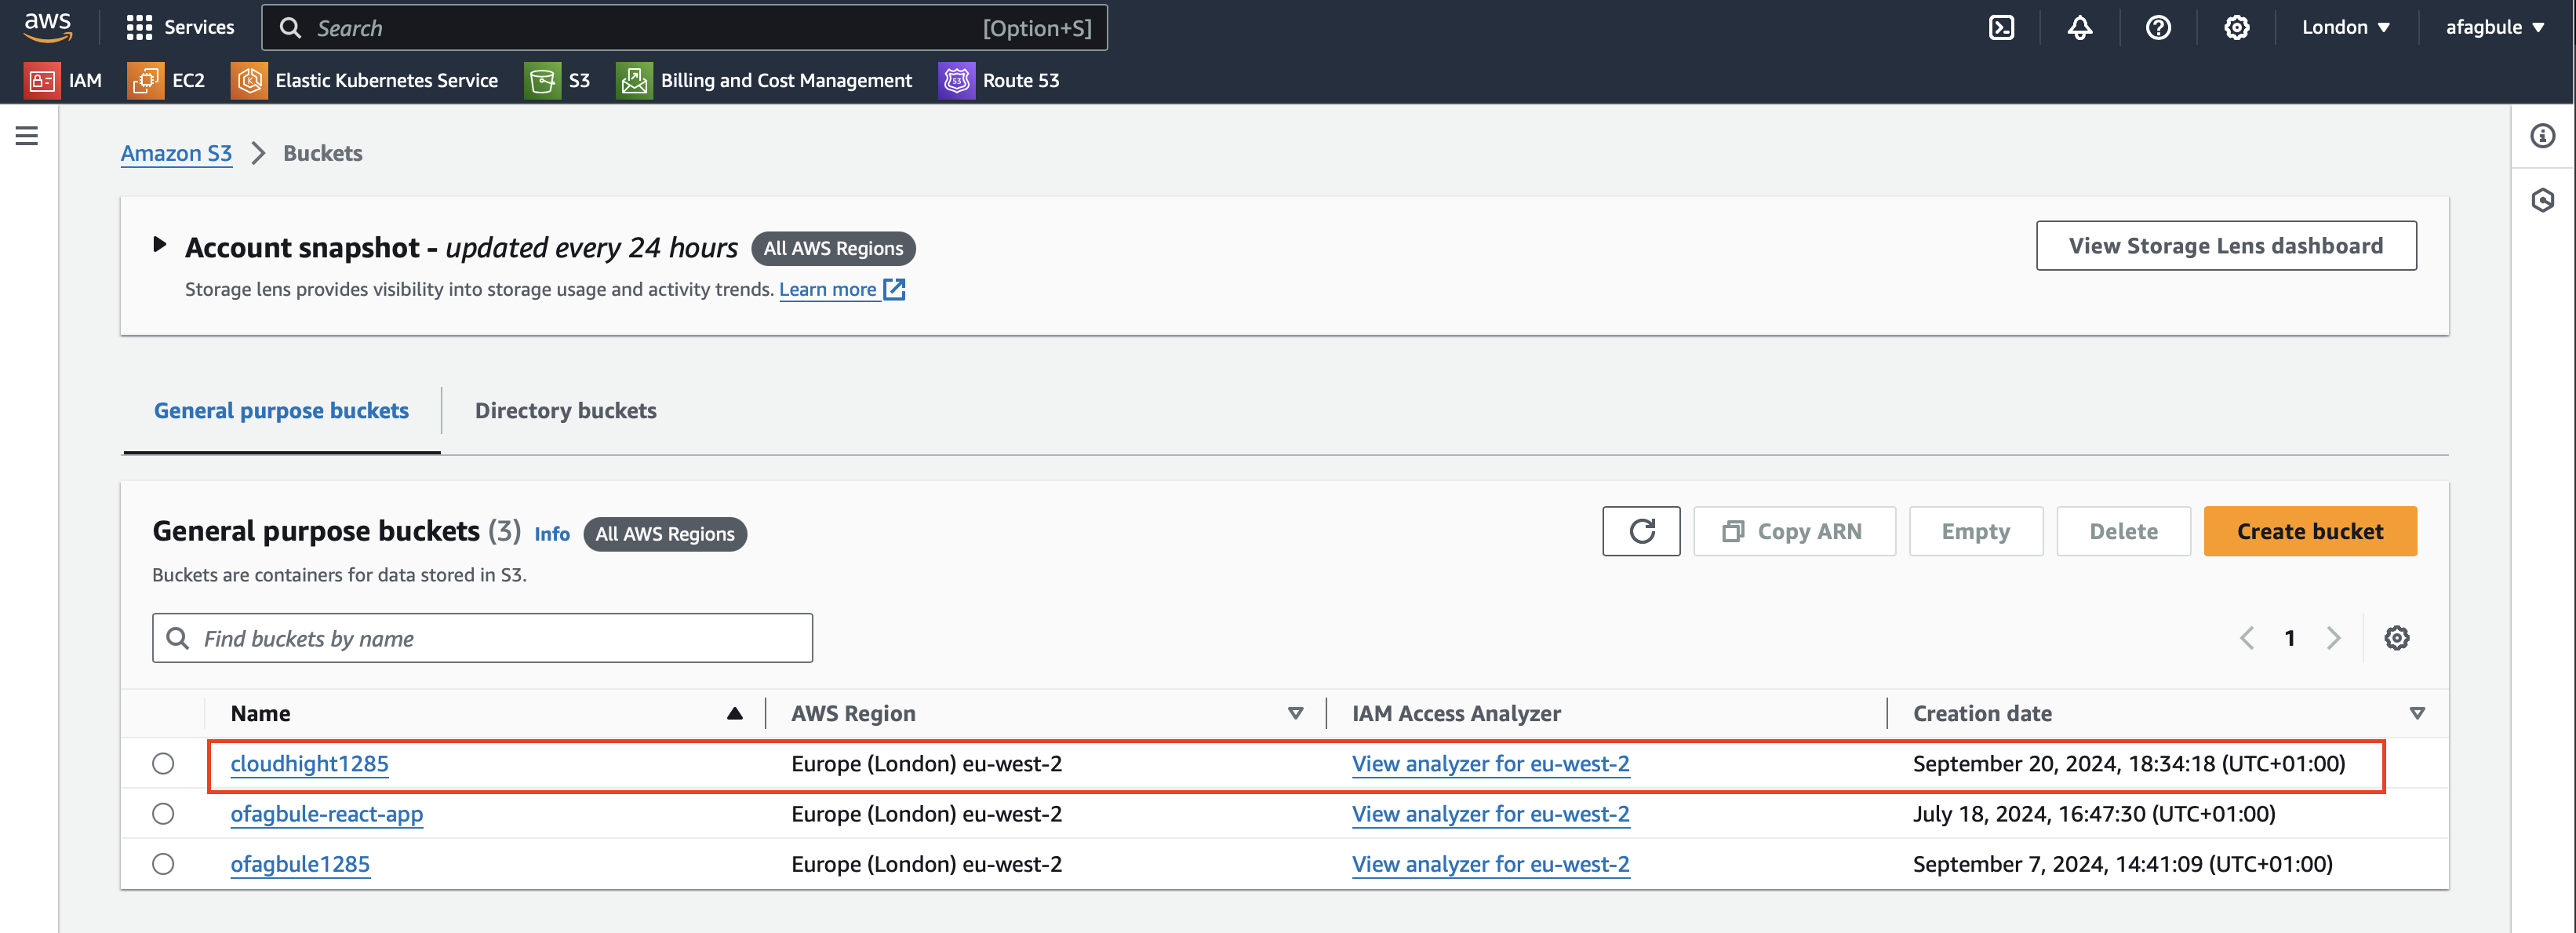 aws Services Search [Option+S] London afagbule
IAM EC2 Elastic Kubernetes Service S3 Billing and Cost Management 53 Route 53
Amazon S3 > Buckets
Account snapshot - updated every 24 hours All AWS Regions View Storage Lens dashboard
Storage lens provides visibility into storage usage and activity trends. Learn more
General purpose buckets Directory buckets
General purpose buckets (3) Info All AWS Regions Copy ARN Empty Delete Create bucket
Buckets are containers for data stored in S3.
Find buckets by name 1
Name AWS Region IAM Access Analyzer Creation date
cloudhight1285 Europe (London) eu-west-2 View analyzer for eu-west-2 September 20, 2024, 18:34:18 (UTC+01:00)
ofagbule-react-app Europe (London) eu-west-2 View analyzer for eu-west-2 July 18, 2024, 16:47:30 (UTC+01:00)
ofagbule1285 Europe (London) eu-west-2 View analyzer for eu-west-2 September 7, 2024, 14:41:09 (UTC+01:00)